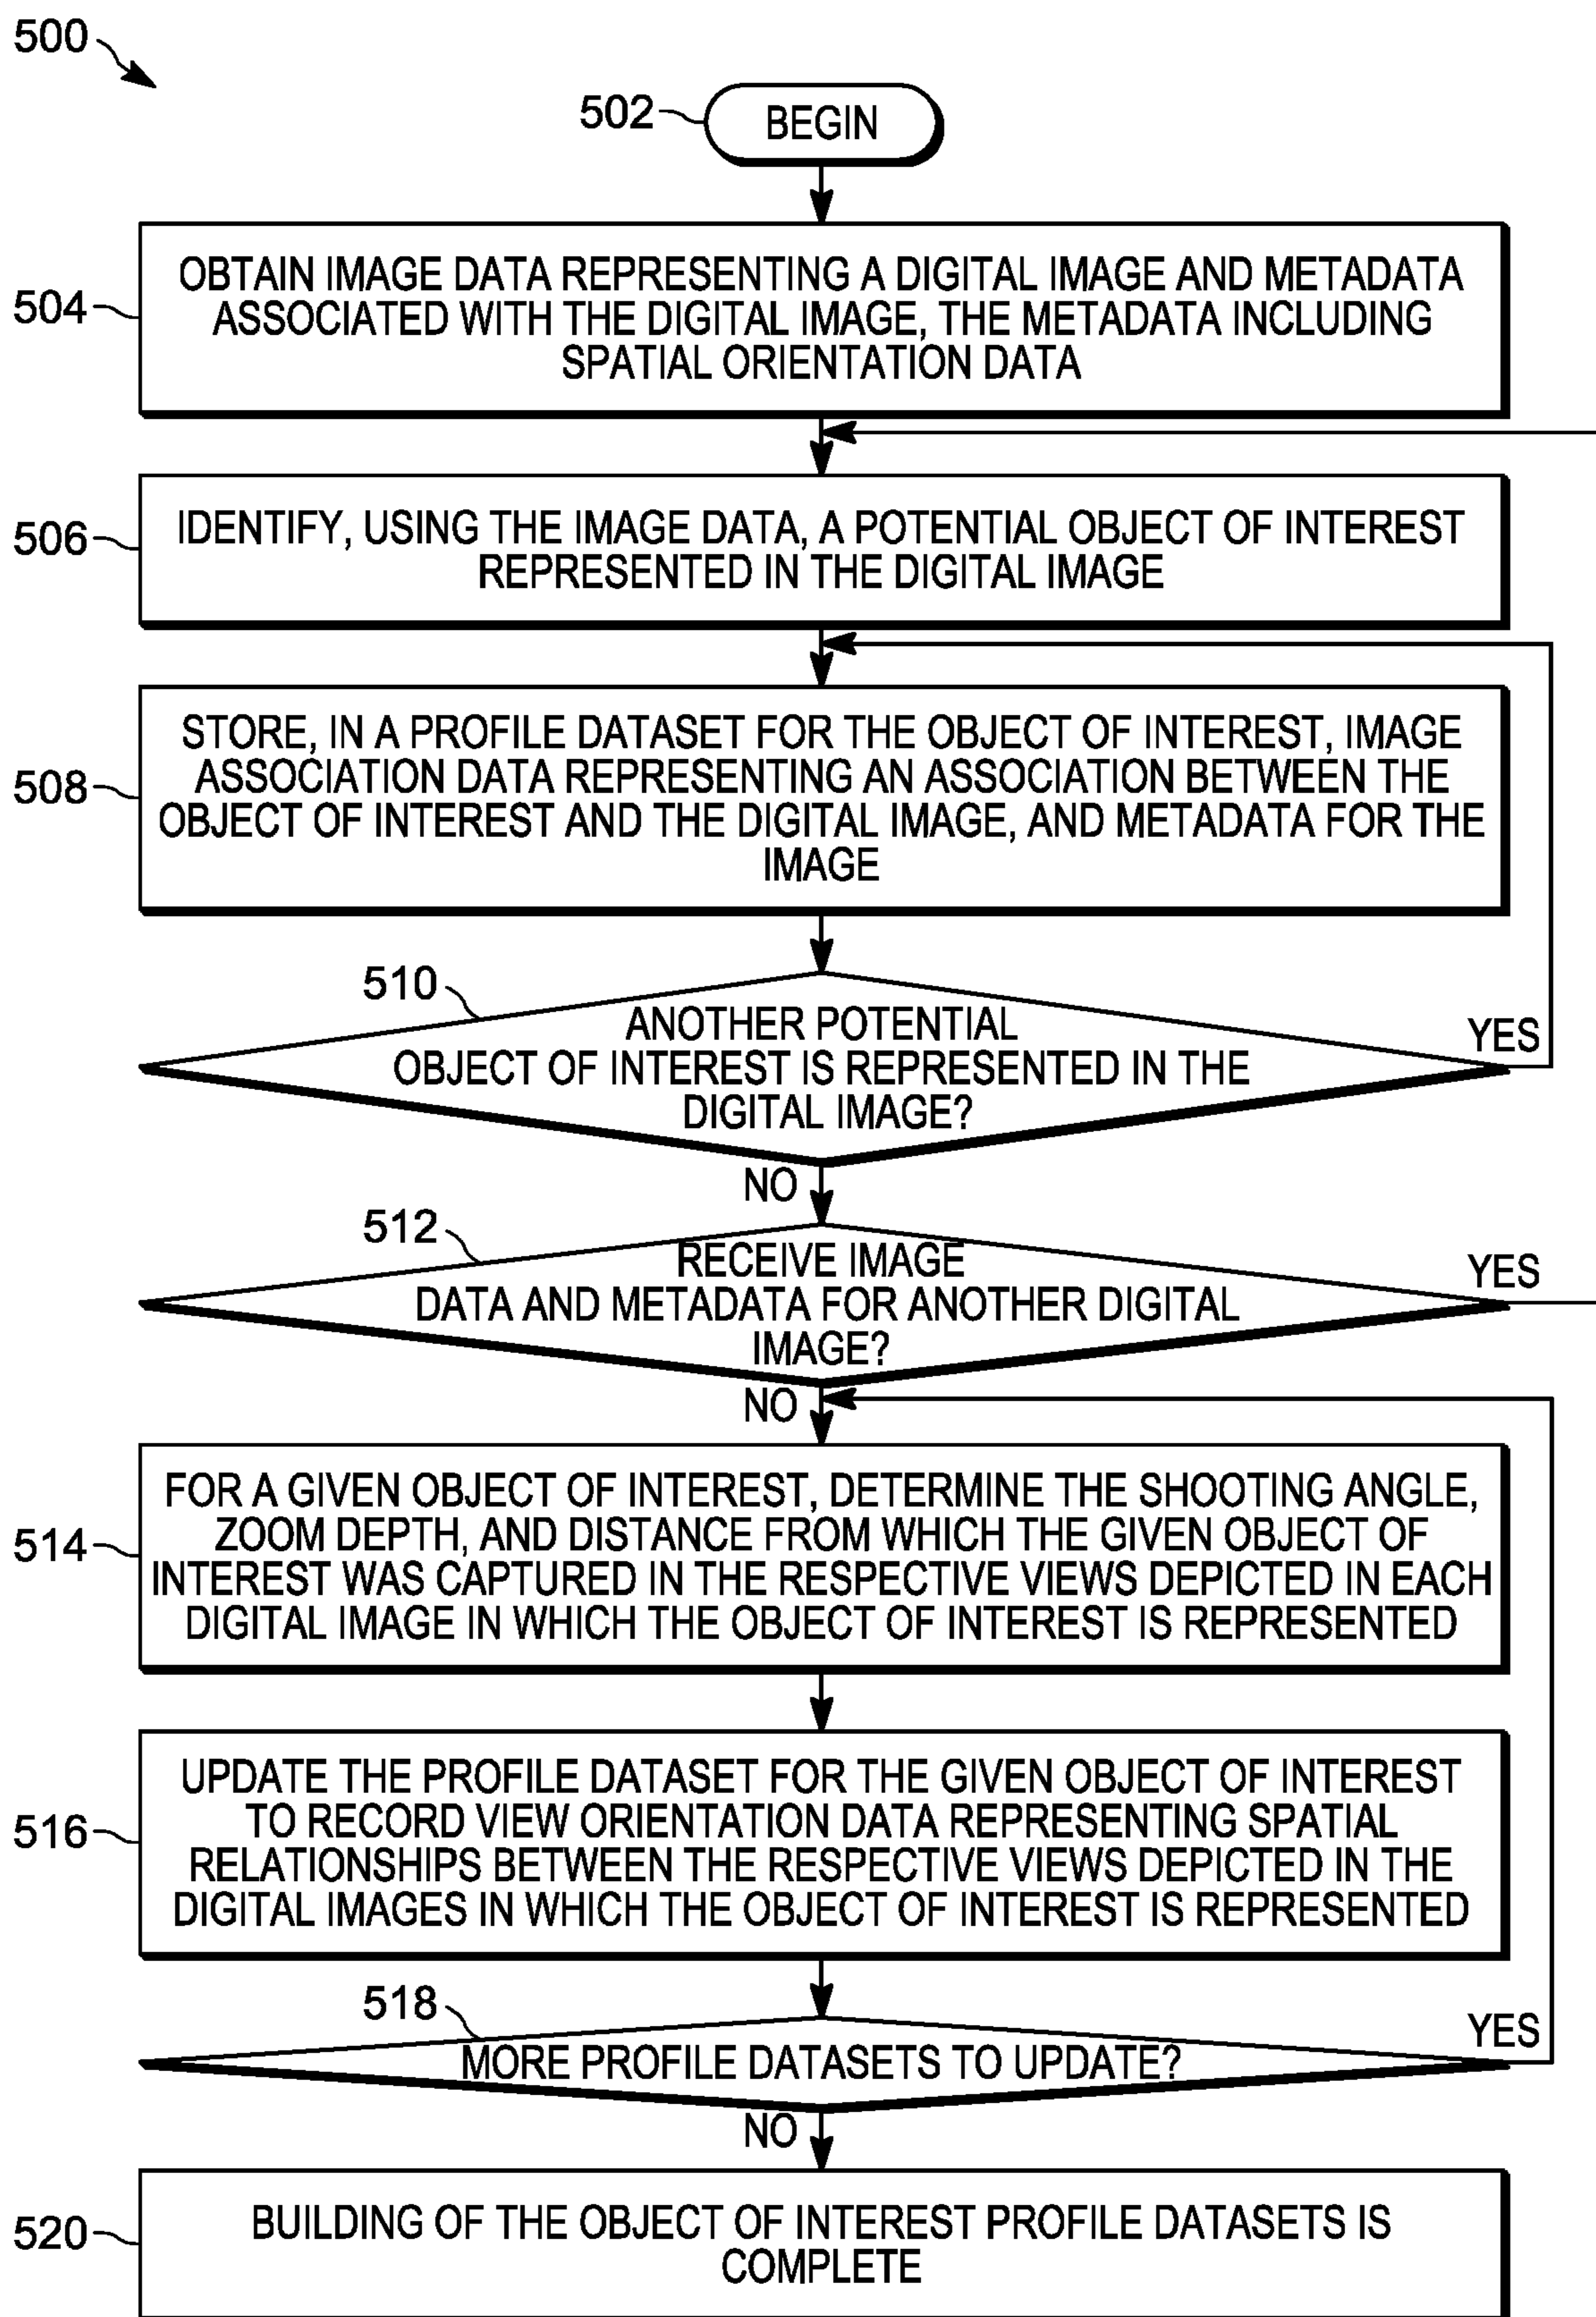 500
502
BEGIN
504
OBTAIN IMAGE DATA REPRESENTING A DIGITAL IMAGE AND METADATA
ASSOCIATED WITH THE DIGITAL IMAGE, THE METADATA INCLUDING
SPATIAL ORIENTATION DATA
506
IDENTIFY, USING THE IMAGE DATA, A POTENTIAL OBJECT OF INTEREST
REPRESENTED IN THE DIGITAL IMAGE
508
STORE, IN A PROFILE DATASET FOR THE OBJECT OF INTEREST, IMAGE
ASSOCIATION DATA REPRESENTING AN ASSOCIATION BETWEEN THE
OBJECT OF INTEREST AND THE DIGITAL IMAGE, AND METADATA FOR THE
IMAGE
510
ANOTHER POTENTIAL
OBJECT OF INTEREST IS REPRESENTED IN THE
DIGITAL IMAGE?
YES
NO
512
RECEIVE IMAGE
DATA AND METADATA FOR ANOTHER DIGITAL
IMAGE?
YES
NO
514
FOR A GIVEN OBJECT OF INTEREST, DETERMINE THE SHOOTING ANGLE,
ZOOM DEPTH, AND DISTANCE FROM WHICH THE GIVEN OBJECT OF
INTEREST WAS CAPTURED IN THE RESPECTIVE VIEWS DEPICTED IN EACH
DIGITAL IMAGE IN WHICH THE OBJECT OF INTEREST IS REPRESENTED
516
UPDATE THE PROFILE DATASET FOR THE GIVEN OBJECT OF INTEREST
TO RECORD VIEW ORIENTATION DATA REPRESENTING SPATIAL
RELATIONSHIPS BETWEEN THE RESPECTIVE VIEWS DEPICTED IN THE
DIGITAL IMAGES IN WHICH THE OBJECT OF INTEREST IS REPRESENTED
518
MORE PROFILE DATASETS TO UPDATE?
YES
NO
520
BUILDING OF THE OBJECT OF INTEREST PROFILE DATASETS IS
COMPLETE